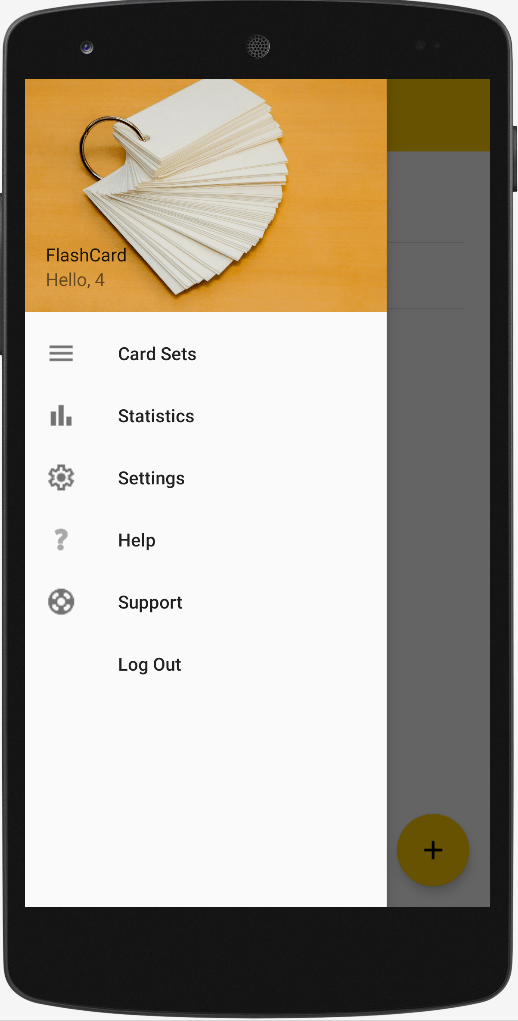 FlashCard
Hello, 4
Card Sets
Statistics
Settings
Help
Support
Log Out